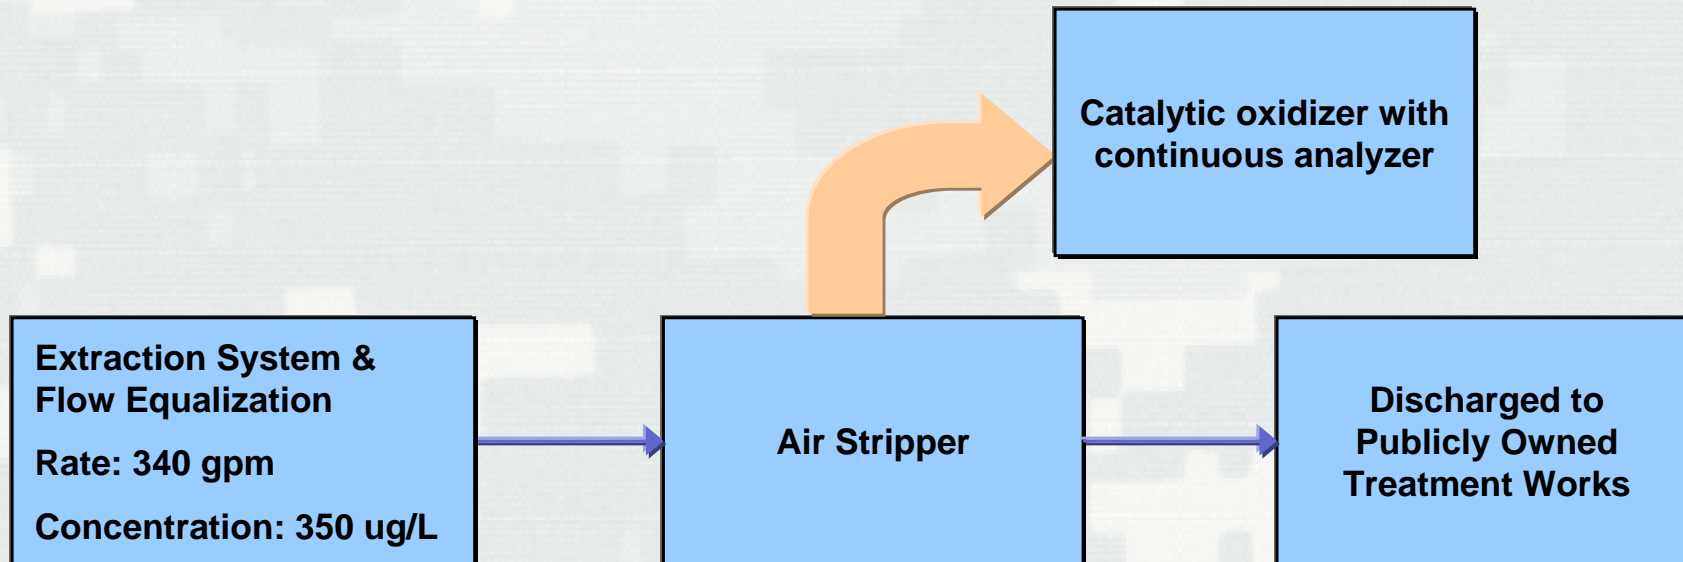 Catalytic oxidizer with
continuous analyzer
Extraction System &
Flow Equalization
Rate: 340 gpm
Concentration: 350 ug/L
Air Stripper
Discharged to
Publicly Owned
Treatment Works